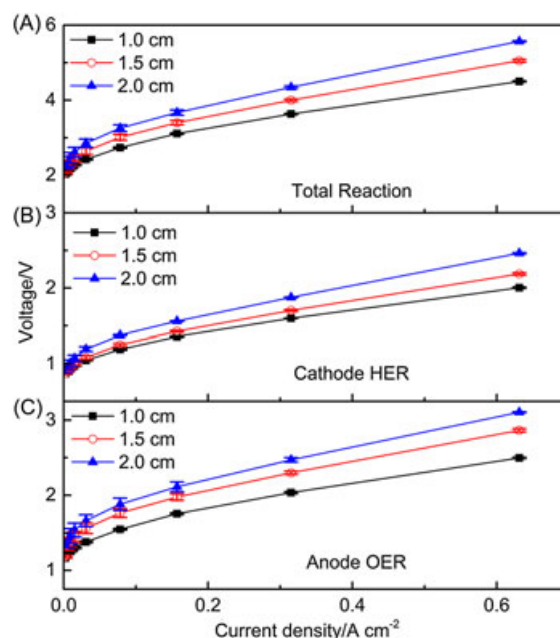 (A)
6
1.0 cm
1.5 cm
2.0 cm
4
2
Total Reaction
(B)
3
1.0 cm
1.5 cm
2.0 cm
2
1
Cathode HER
Voltage/V
(C)
3
1.0 cm
1.5 cm
2.0 cm
2
1
Anode OER
0.0 0.2 0.4 0.6
Current density/A cm⁻²